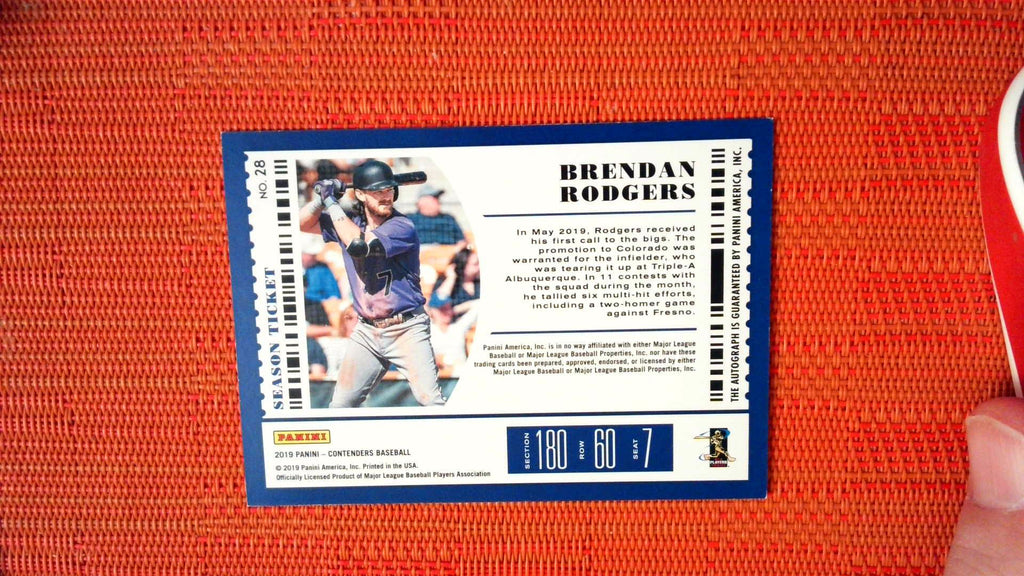 NO. 28
SEASON TICKET
BRENDAN
RODGERS
In May 2019, Rodgers received
his first call to the bigs. The
promotion to Colorado was
warranted for the infielder, who
was tearing it up at Triple-A
Albuquerque. In 11 contests with
the squad during the month,
he tallied six multi-hit efforts,
including a two-homer game
against Fresno.
Panini America, Inc. is in no way affiliated with either Major League
Baseball or Major League Baseball Properties, Inc. nor have these
trading cards been prepared, approved, endorsed, or licensed by either
Major League Baseball or Major League Baseball Properties, Inc.
THE AUTOGRAPH IS GUARANTEED BY PANINI AMERICA, INC.
7
PANINI
2019 PANINI – CONTENDERS BASEBALL
© 2019 Panini America, Inc. Printed in the USA.
Officially Licensed Product of Major League Baseball Players Association
SECTION 180 ROW 60 SEAT 7
PLAYERS